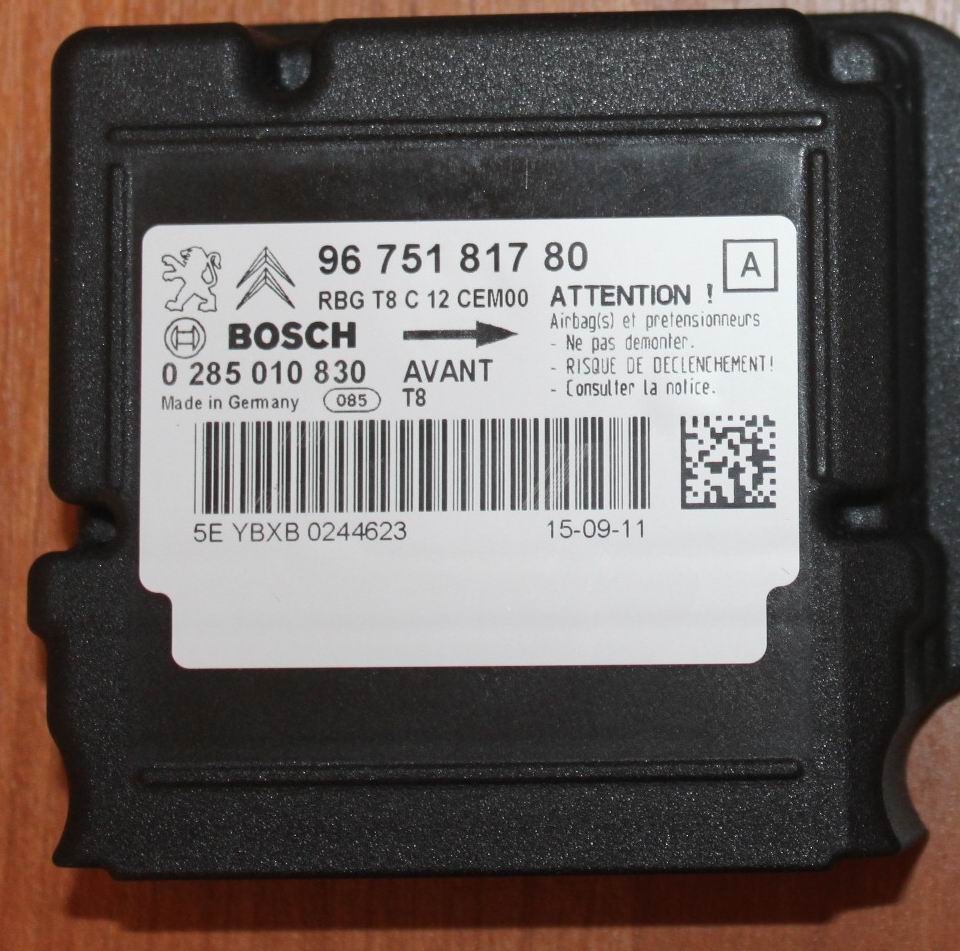 96 751 817 80
A
RBG T8 C 12 CEM00
ATTENTION !
Airbag(s) et pretensionneurs
- Ne pas demonter.
- RISQUE DE DECLENCHEMENT!
- Consulter la notice.
BOSCH
0 285 010 830
AVANT
Made in Germany
085
T8
5E YBXB 0244623
15-09-11